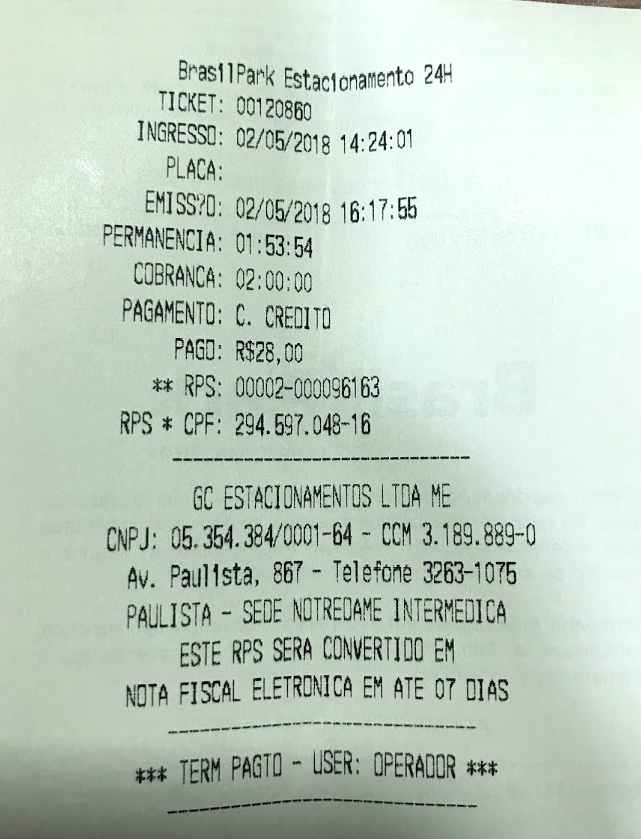 BrasilPark Estacionamento 24H
TICKET: 00120860
INGRESSO: 02/05/2018 14:24:01
PLACA:
EMISS?O: 02/05/2018 16:17:55
PERMANENCIA: 01:53:54
COBRANCA: 02:00:00
PAGAMENTO: C. CREDITO
PAGO: R$28,00
** RPS: 00002-000096163
RPS * CPF: 294.597.048-16
------------------------------
GC ESTACIONAMENTOS LTDA ME
CNPJ: 05.354.384/0001-64 - CCM 3.189.889-0
Av. Paulista, 867 - Telefone 3263-1075
PAULISTA - SEDE NOTREDAME INTERMEDICA
ESTE RPS SERA CONVERTIDO EM
NOTA FISCAL ELETRONICA EM ATE 07 DIAS
------------------------------
*** TERM PAGTO - USER: OPERADOR ***
------------------------------